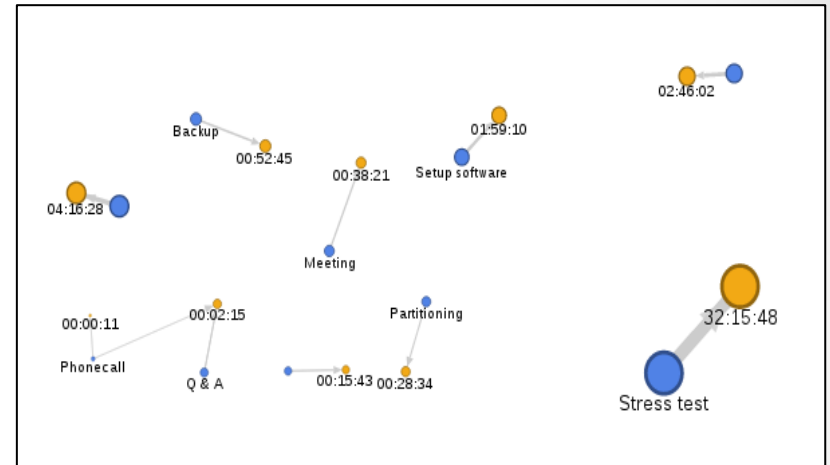 02:46:02
Backup
01:59:10
00:52:45
00:38:21
Setup software
04:16:28
Meeting
00:00:11
00:02:15
Partitioning
32:15:48
Phonecall
Q & A
00:15:43
00:28:34
Stress test